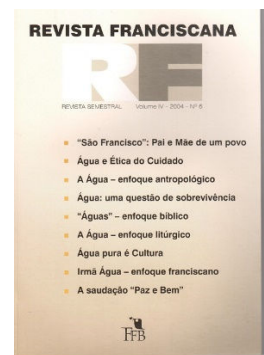 REVISTA FRANCISCANA
RF
REVISTA SEMESTRAL Volume IV - 2004 - Nº 6
"São Francisco": Pai e Mãe de um povo
Água e Ética do Cuidado
A Água – enfoque antropológico
Água: uma questão de sobrevivência
"Águas" – enfoque bíblico
A Água – enfoque litúrgico
Água pura é Cultura
Irmã Água – enfoque franciscano
A saudação "Paz e Bem"
FFB